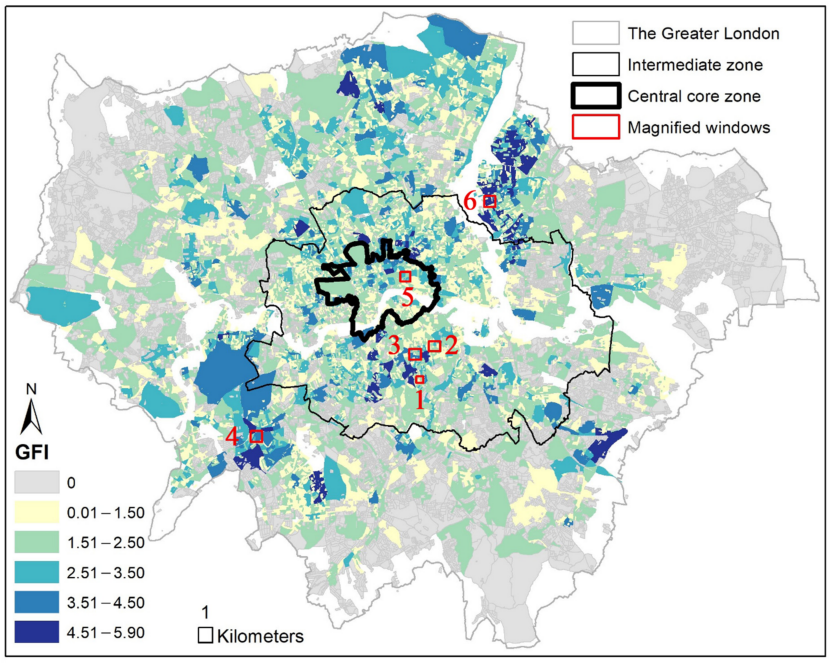 The Greater London
Intermediate zone
Central core zone
Magnified windows
6
5
3
2
1
4
N
GFI
0
0.01–1.50
1.51–2.50
2.51–3.50
3.51–4.50
4.51–5.90
1
Kilometers